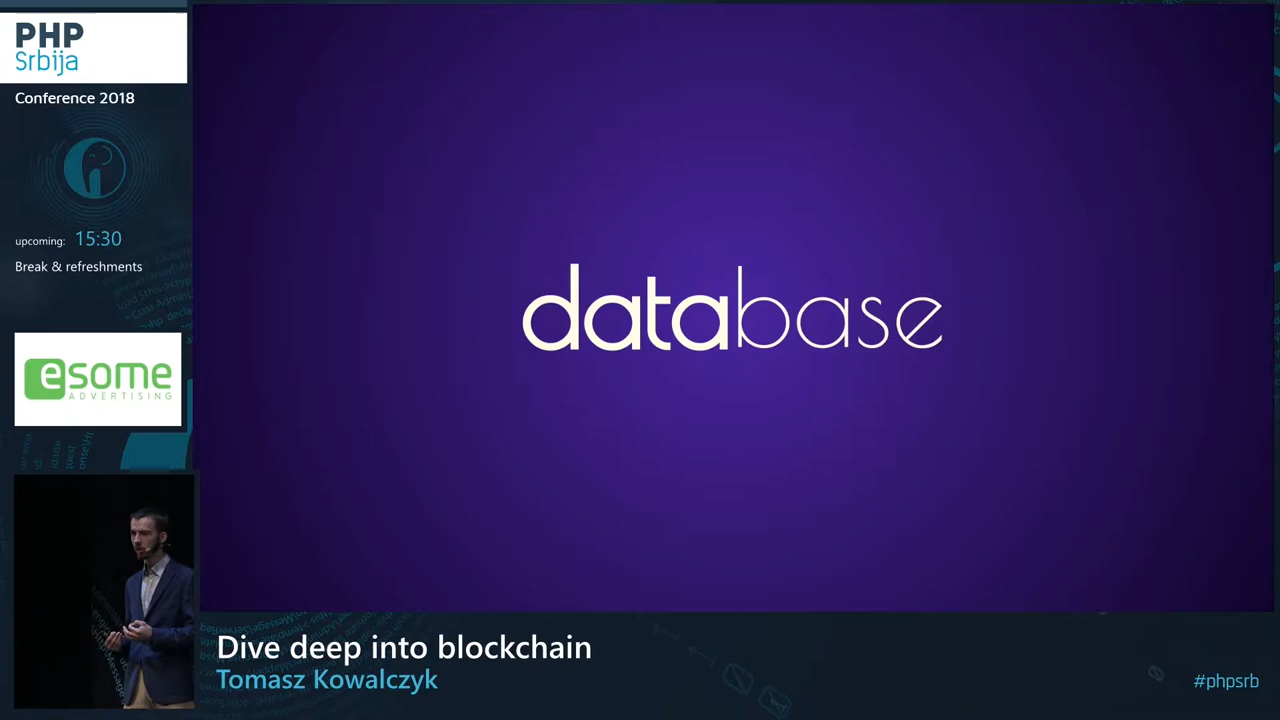 PHP
Srbija
Conference 2018
upcoming: 15:30
Break & refreshments
esome
ADVERTISING
database
Dive deep into blockchain
Tomasz Kowalczyk
#phpsrb